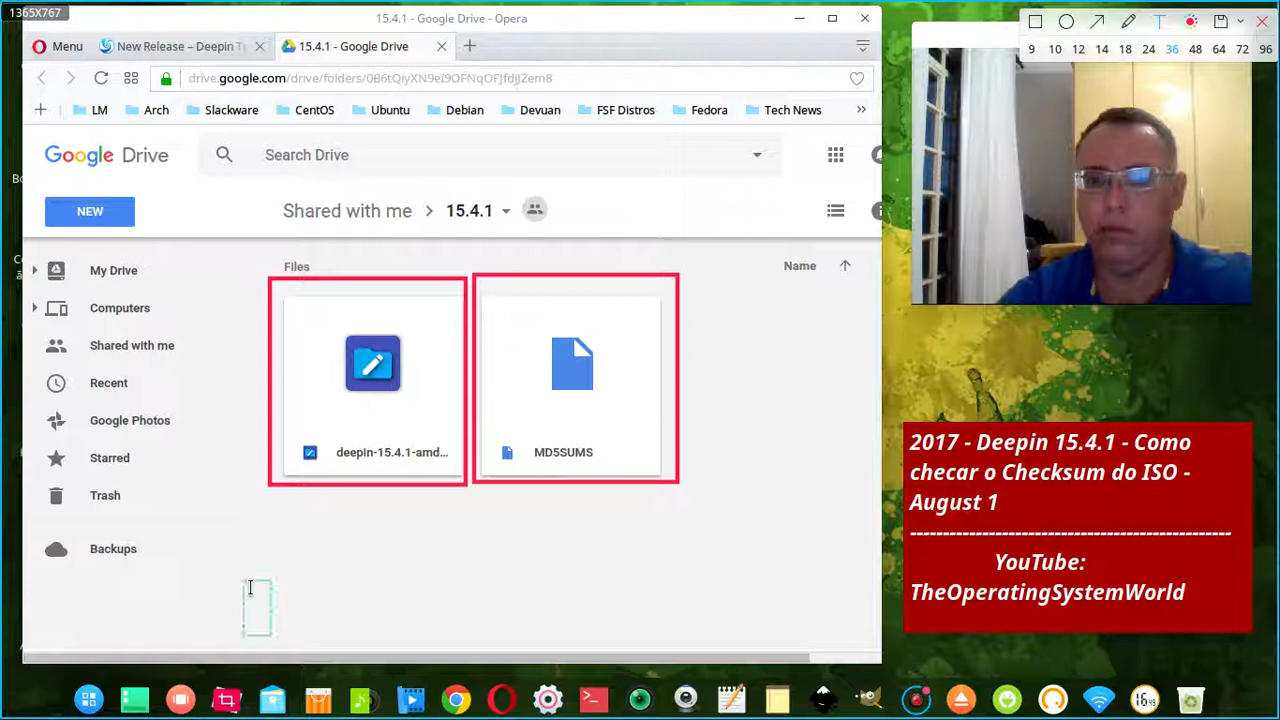 1365X767
15.4.1 - Google Drive - Opera
Menu
New Release – Deepin T
15.4.1 - Google Drive
drive.google.com/drive/folders/0B6tQiyXN9eI9OFNqOFJfdjJZem8
LM Arch Slackware CentOS Ubuntu Debian Devuan FSF Distros Fedora Tech News »
9 10 12 14 18 24 36 48 64 72 96
Google Drive
Search Drive
NEW
Shared with me > 15.4.1
My Drive
Computers
Shared with me
Recent
Google Photos
Starred
Trash
Backups
Files
Name
deepin-15.4.1-amd...
MD5SUMS
2017 - Deepin 15.4.1 - Como
checar o Checksum do ISO -
August 1
YouTube:
TheOperatingSystemWorld